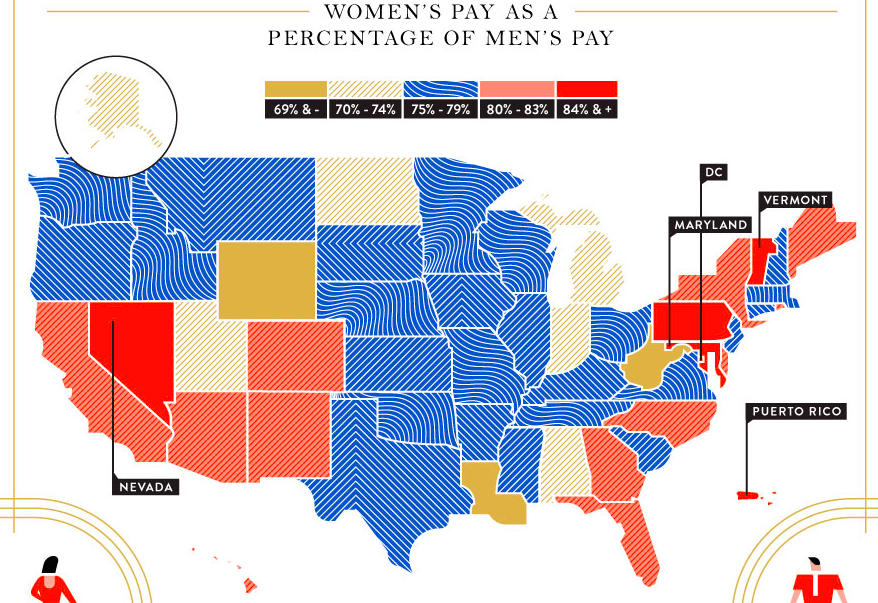 WOMEN'S PAY AS A
PERCENTAGE OF MEN'S PAY
69% & - 70% - 74% 75% - 79% 80% - 83% 84% & +
DC
VERMONT
MARYLAND
PUERTO RICO
NEVADA